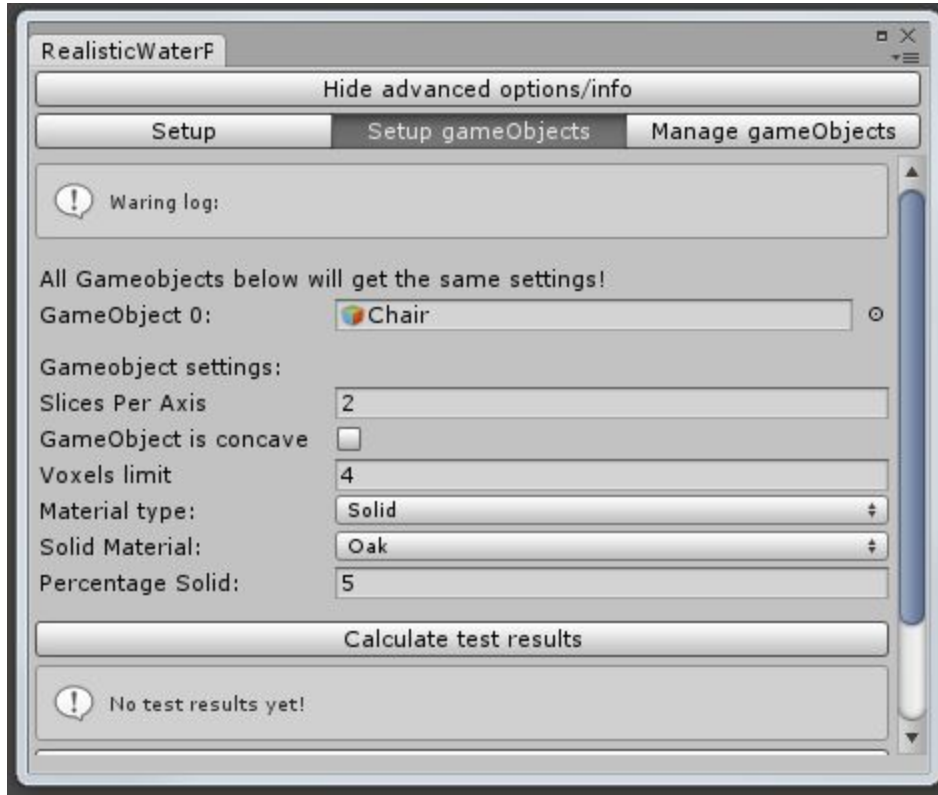 RealisticWaterP
Hide advanced options/info
Setup Setup gameObjects Manage gameObjects
Waring log:
All Gameobjects below will get the same settings!
GameObject 0: Chair
Gameobject settings:
Slices Per Axis 2
GameObject is concave
Voxels limit 4
Material type: Solid
Solid Material: Oak
Percentage Solid: 5
Calculate test results
No test results yet!